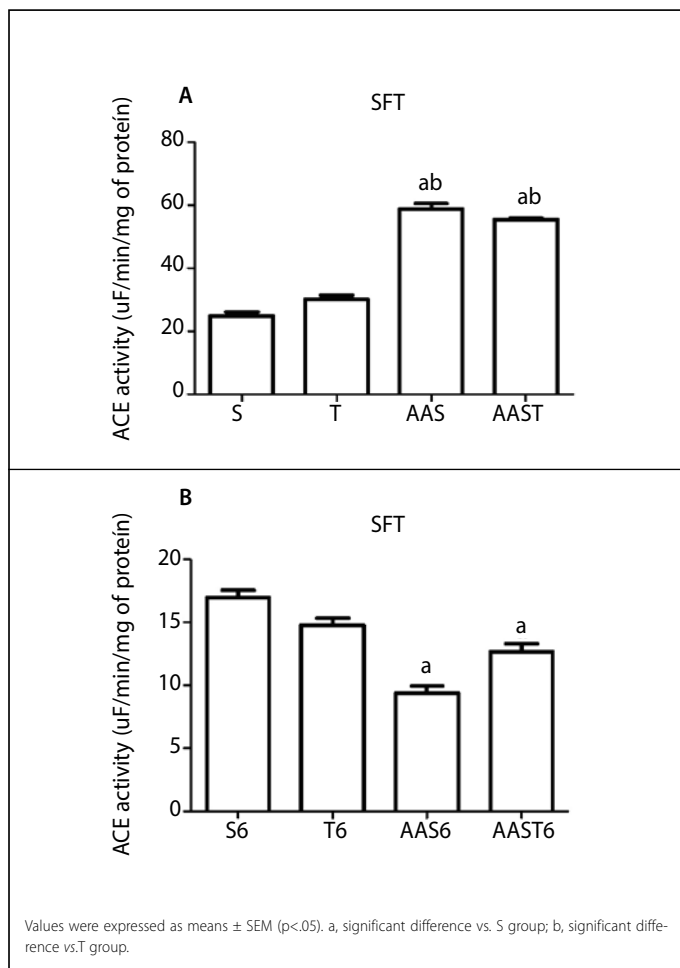 A
SFT
ACE activity (uF/min/mg of proteín)
80
60
40
20
0
ab
ab
S T AAS AAST
B
SFT
ACE activity (uF/min/mg of proteín)
20
15
10
5
0
a
a
S6 T6 AAS6 AAST6
Values were expressed as means ± SEM (p<.05). a, significant difference vs. S group; b, significant diffe-
rence vs.T group.